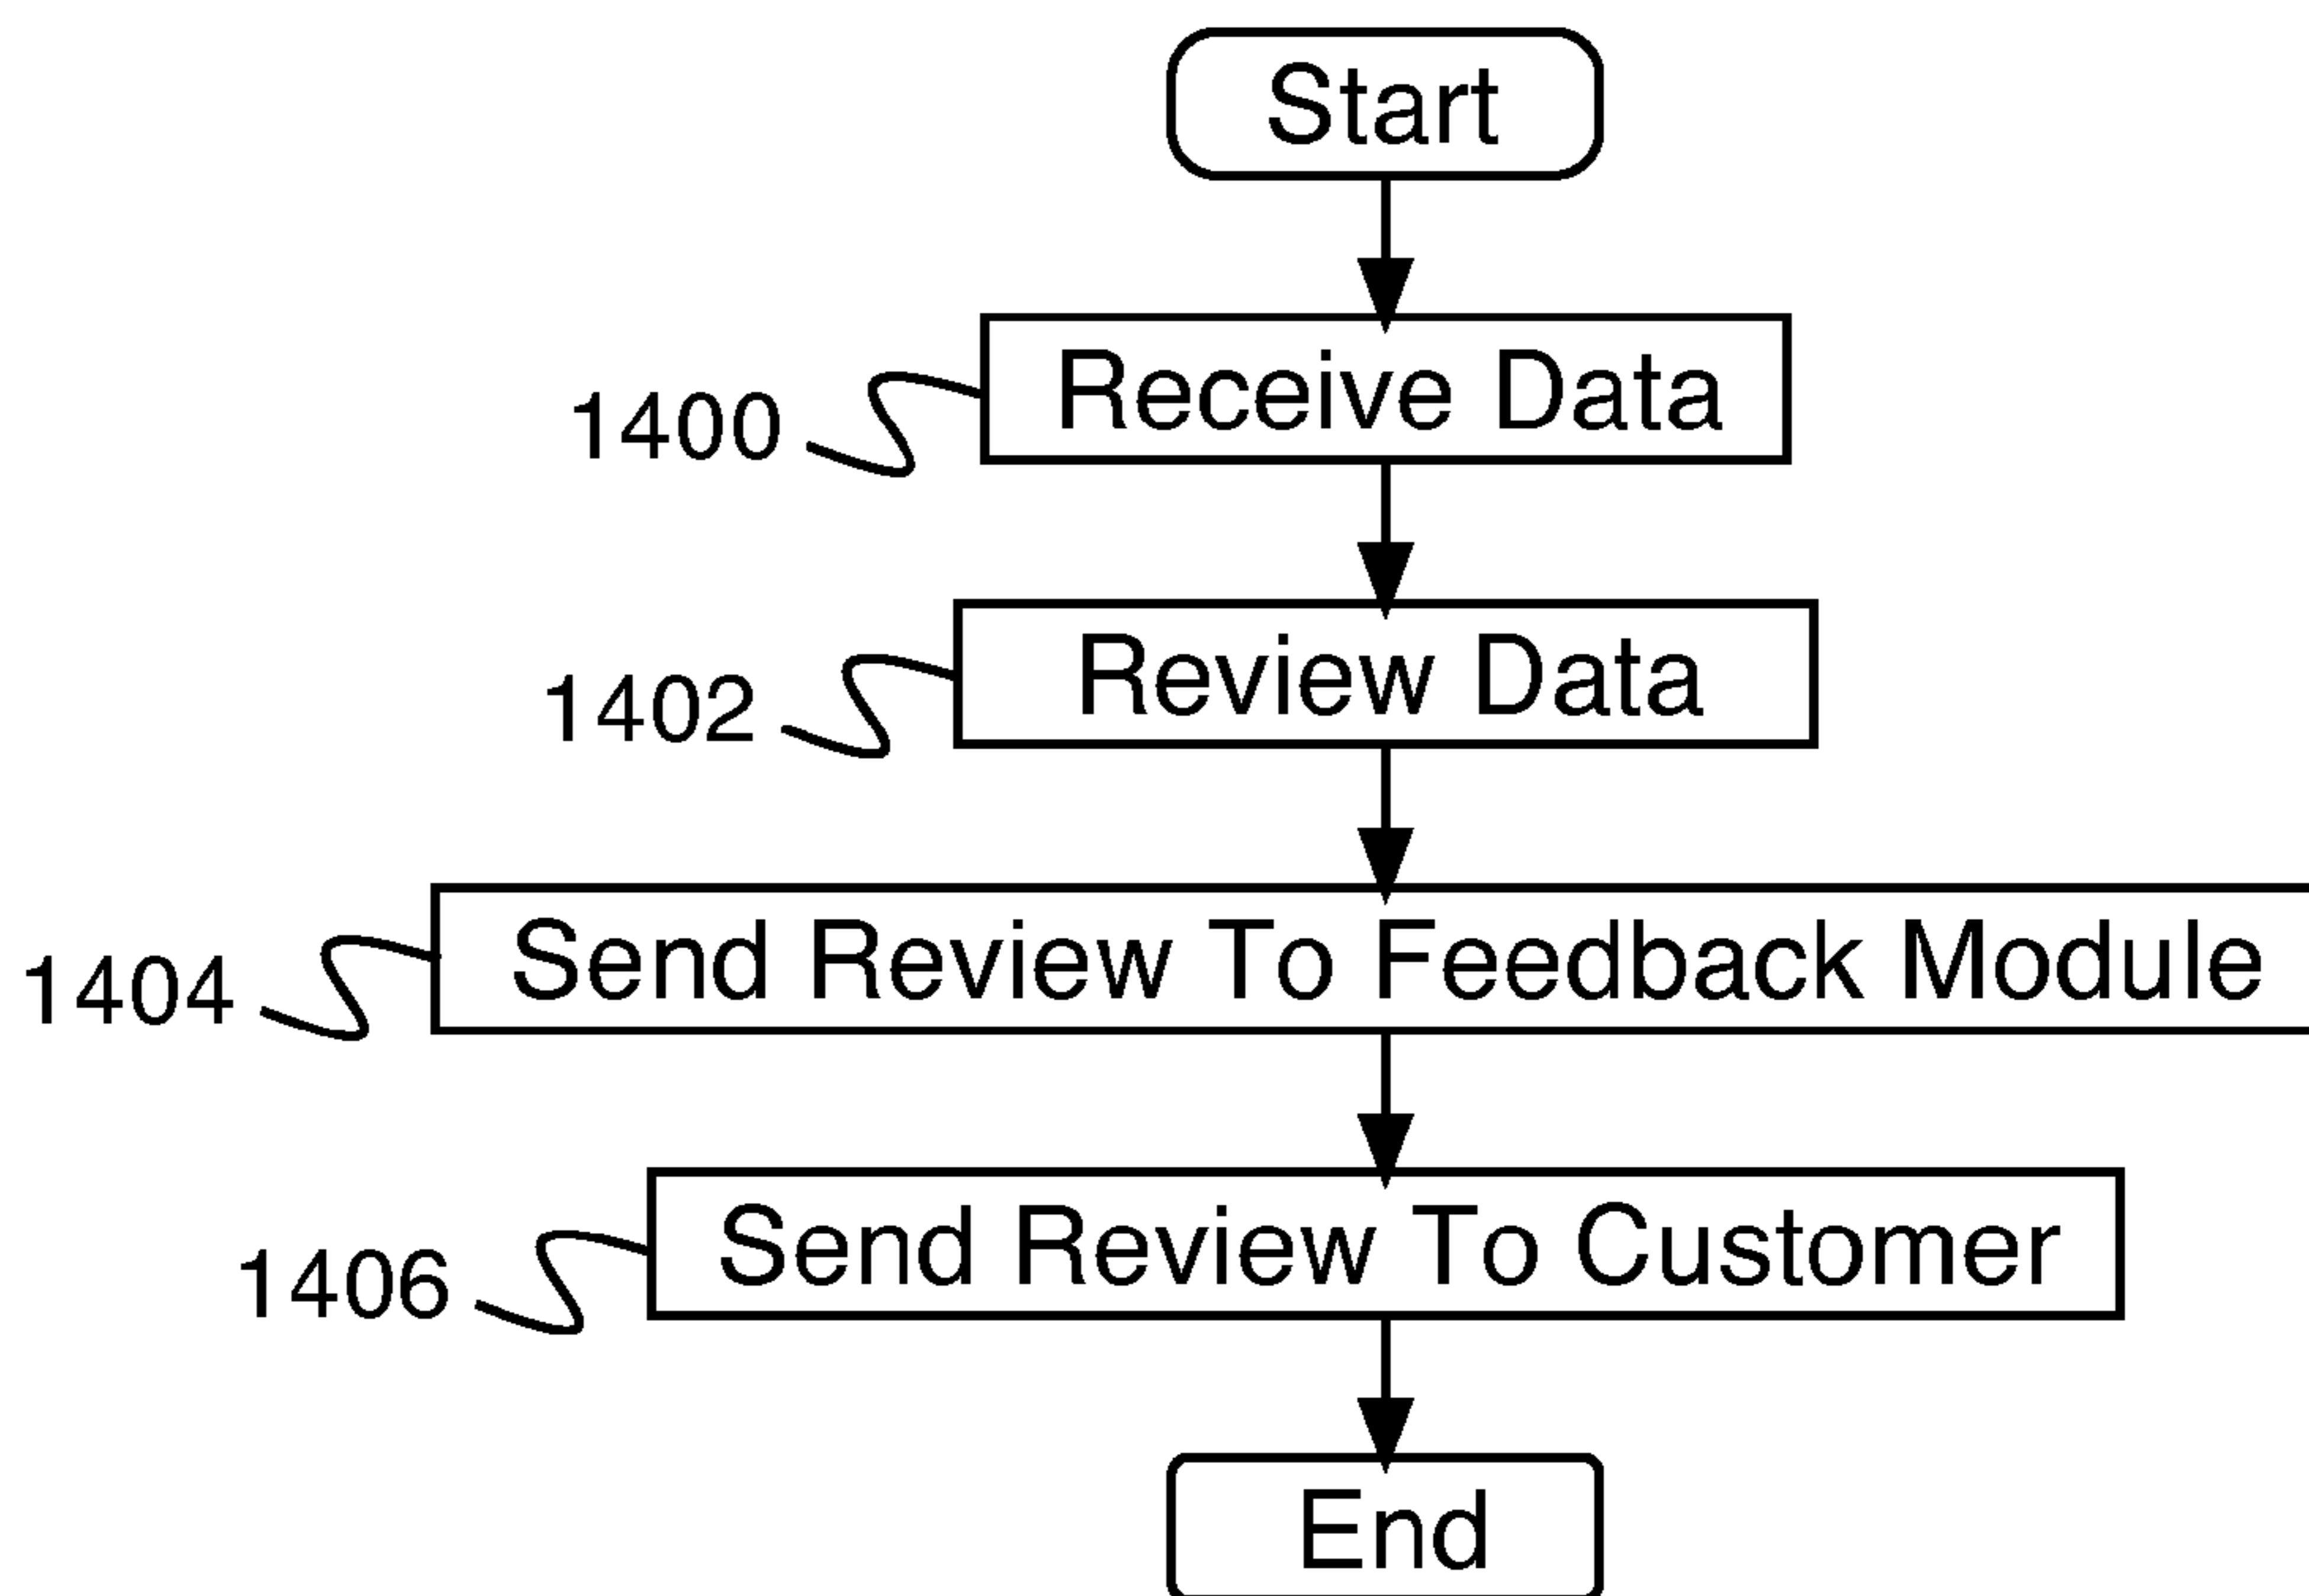 Start
Receive Data
1400
Review Data
1402
Send Review To Feedback Module
1404
Send Review To Customer
1406
End